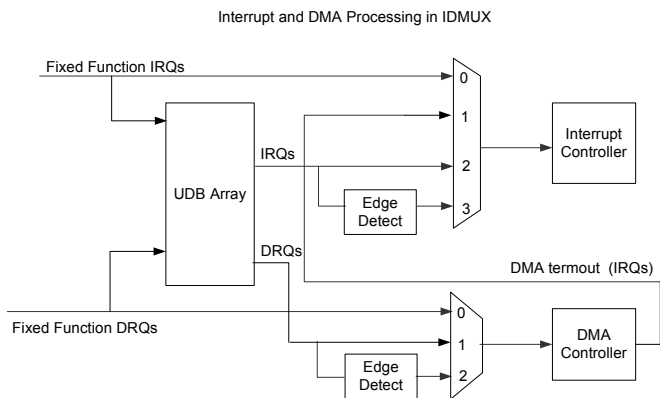 Interrupt and DMA Processing in IDMUX
Fixed Function IRQs
0
1
2
3
Interrupt
Controller
UDB Array
IRQs
Edge
Detect
DRQs
DMA termout (IRQs)
Fixed Function DRQs
0
1
2
DMA
Controller
Edge
Detect